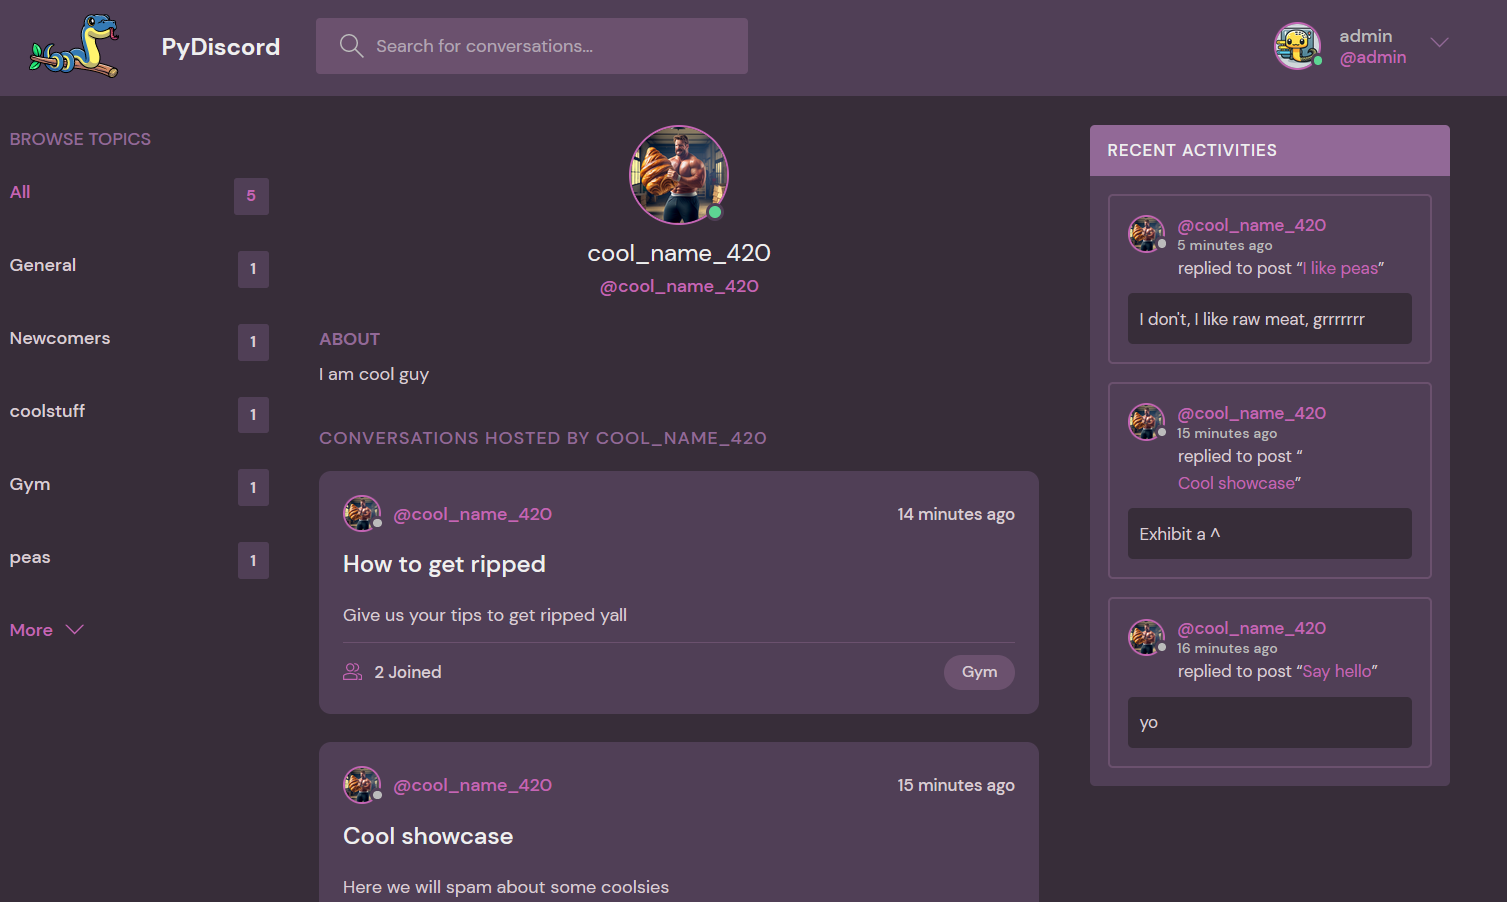 PyDiscord
Search for conversations...
admin
@admin
BROWSE TOPICS
All 5
General 1
Newcomers 1
coolstuff 1
Gym 1
peas 1
More
cool_name_420
@cool_name_420
ABOUT
I am cool guy
CONVERSATIONS HOSTED BY COOL_NAME_420
@cool_name_420 14 minutes ago
How to get ripped
Give us your tips to get ripped yall
2 Joined Gym
@cool_name_420 15 minutes ago
Cool showcase
Here we will spam about some coolsies
RECENT ACTIVITIES
@cool_name_420
5 minutes ago
replied to post “I like peas”
I don't, I like raw meat, grrrrrrr
@cool_name_420
15 minutes ago
replied to post “
Cool showcase”
Exhibit a ^
@cool_name_420
16 minutes ago
replied to post “Say hello”
yo